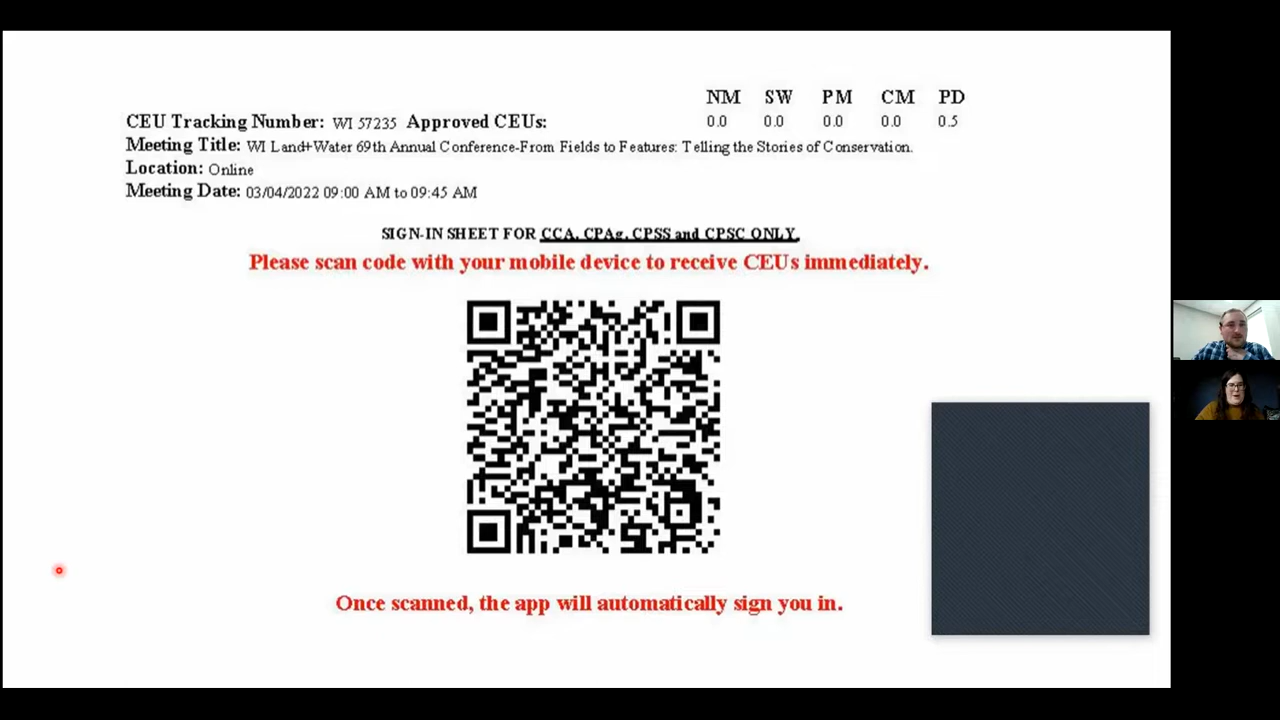 NM SW PM CM PD
CEU Tracking Number: WI 57235 Approved CEUs: 0.0 0.0 0.0 0.0 0.5
Meeting Title: WI Land+Water 69th Annual Conference-From Fields to Features: Telling the Stories of Conservation.
Location: Online
Meeting Date: 03/04/2022 09:00 AM to 09:45 AM
SIGN-IN SHEET FOR CCA, CPAg, CPSS and CPSC ONLY.
Please scan code with your mobile device to receive CEUs immediately.
Once scanned, the app will automatically sign you in.